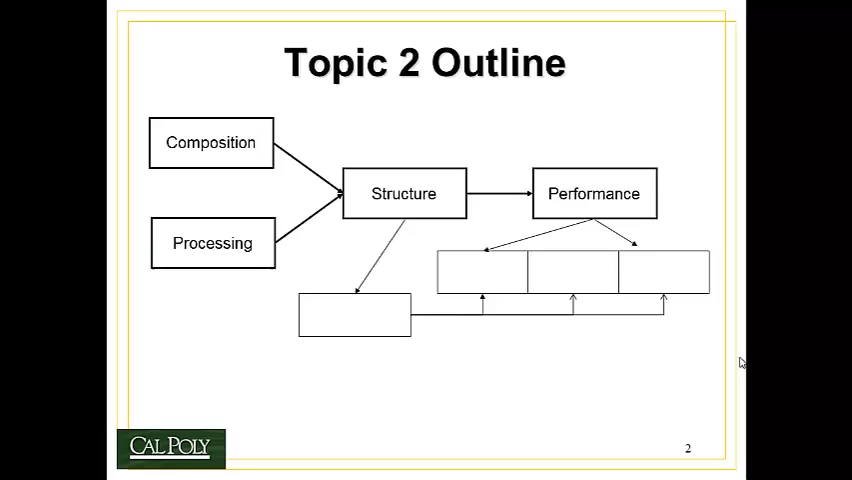 Topic 2 Outline
Composition
Structure
Performance
Processing
CAL POLY
2